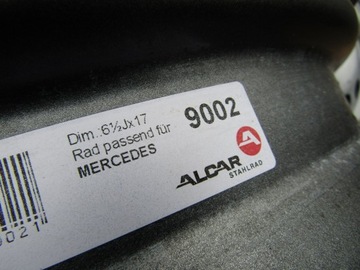 Dim.:6½Jx17
Rad passend für
MERCEDES
9002
ALCAR
STAHLRAD